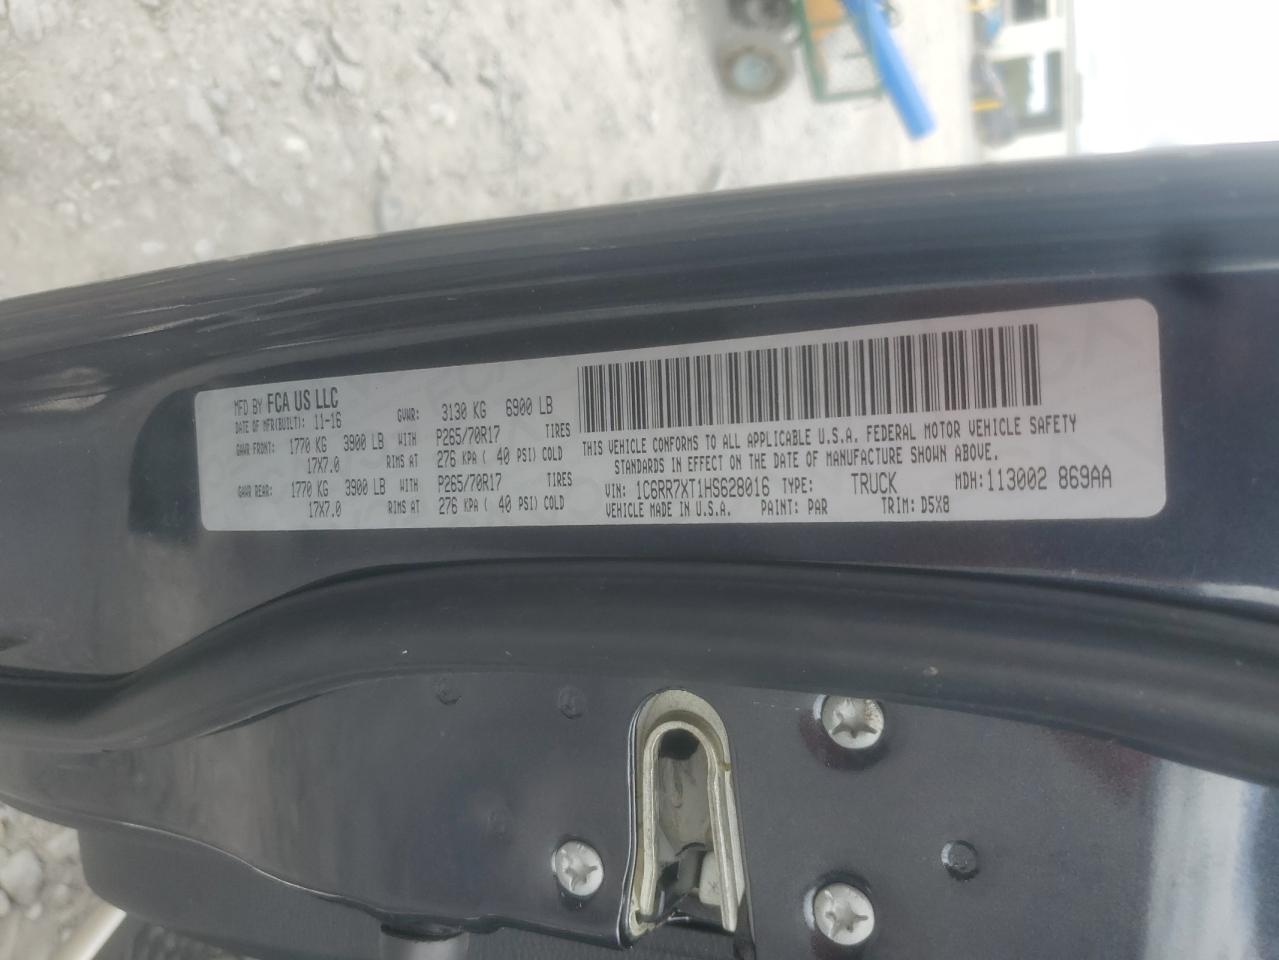 MFD BY FCA US LLC
DATE OF MFR(BUILT): 11-16 GVWR: 3130 KG 6900 LB
GAWR FRONT: 1770 KG 3900 LB WITH P265/70R17 TIRES
17X7.0 RIMS AT 276 KPA ( 40 PSI) COLD
GAWR REAR: 1770 KG 3900 LB WITH P265/70R17 TIRES
17X7.0 RIMS AT 276 KPA ( 40 PSI) COLD
THIS VEHICLE CONFORMS TO ALL APPLICABLE U.S.A. FEDERAL MOTOR VEHICLE SAFETY
STANDARDS IN EFFECT ON THE DATE OF MANUFACTURE SHOWN ABOVE.
VIN: 1C6RR7XT1HS628016 TYPE: TRUCK MDH: 113002 869AA
VEHICLE MADE IN U.S.A. PAINT: PAR TRIM: D5X8